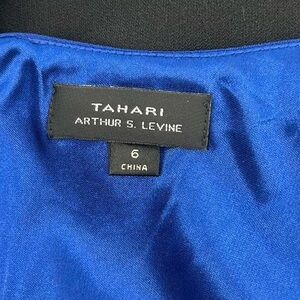 TAHARI
ARTHUR S. LEVINE
6
CHINA